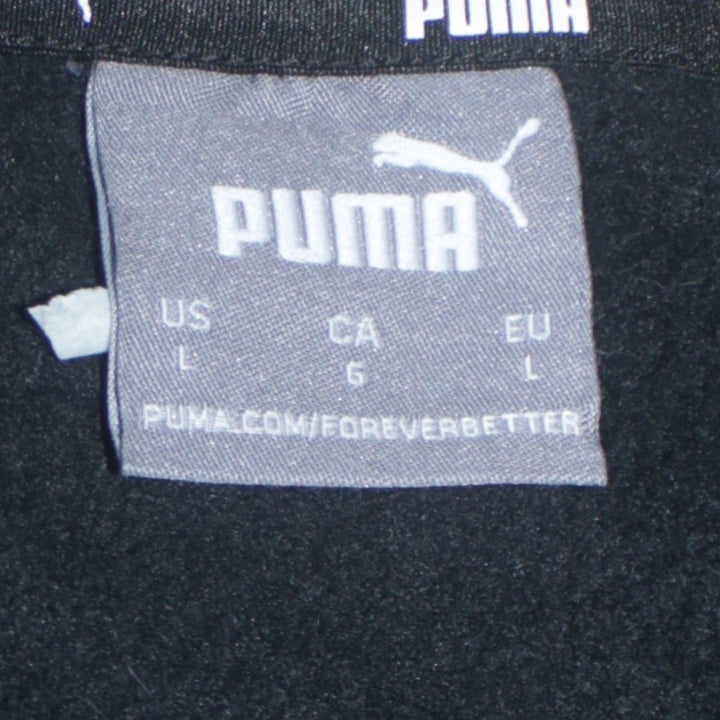 PUMA
PUMA
US CA EU
L G L
PUMA.COM/FOREVERBETTER